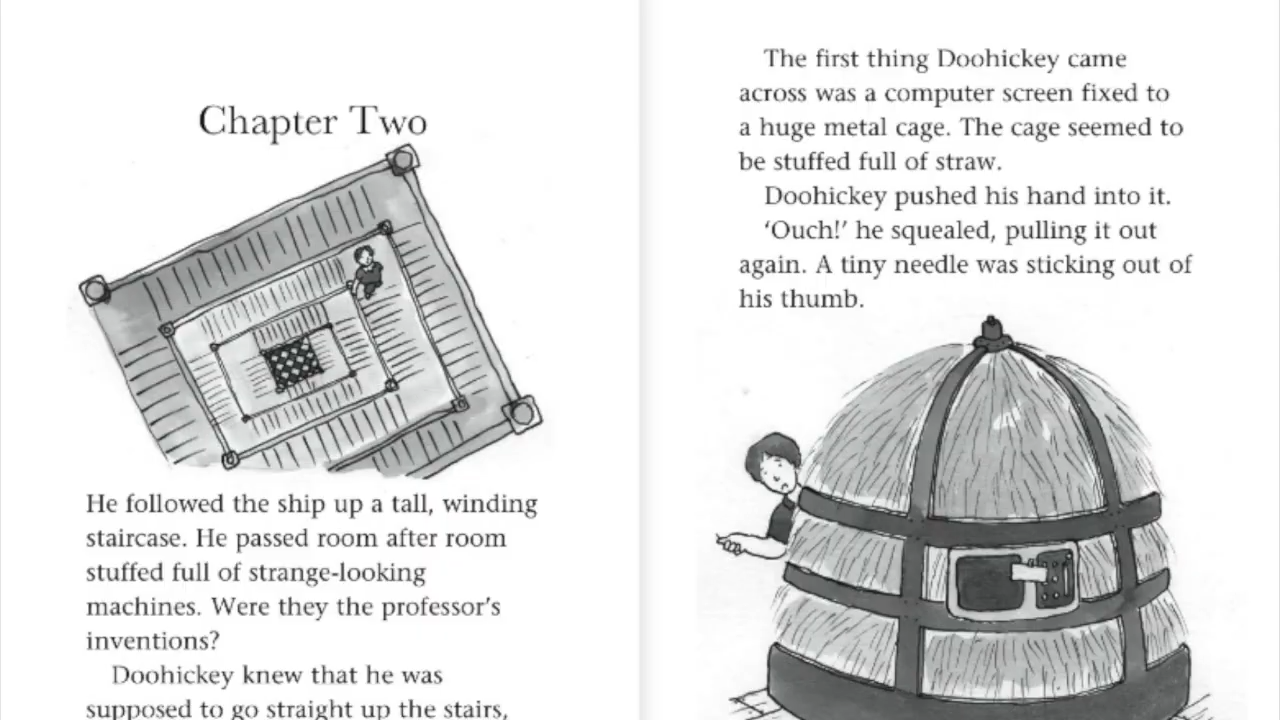 Chapter Two
He followed the ship up a tall, winding
staircase. He passed room after room
stuffed full of strange-looking
machines. Were they the professor's
inventions?
Doohickey knew that he was
supposed to go straight up the stairs,
The first thing Doohickey came
across was a computer screen fixed to
a huge metal cage. The cage seemed to
be stuffed full of straw.
Doohickey pushed his hand into it.
‘Ouch!’ he squealed, pulling it out
again. A tiny needle was sticking out of
his thumb.